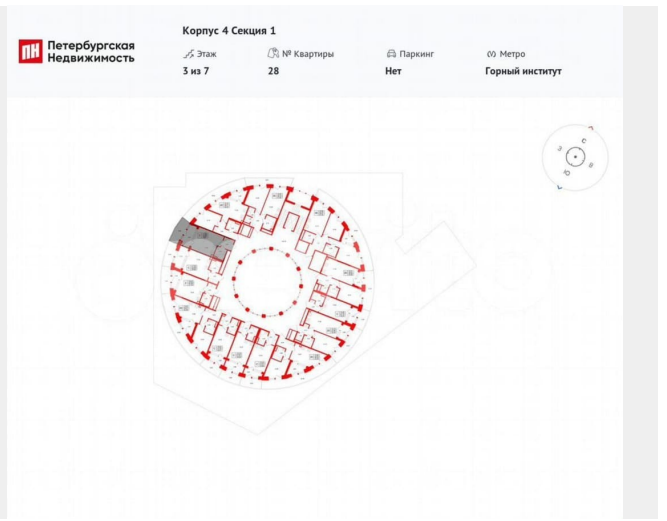 Корпус 4 Секция 1
ПН Петербургская Недвижимость
Этаж
№ Квартиры
Паркинг
Метро
3 из 7
28
Нет
Горный институт
С
З
В
Ю